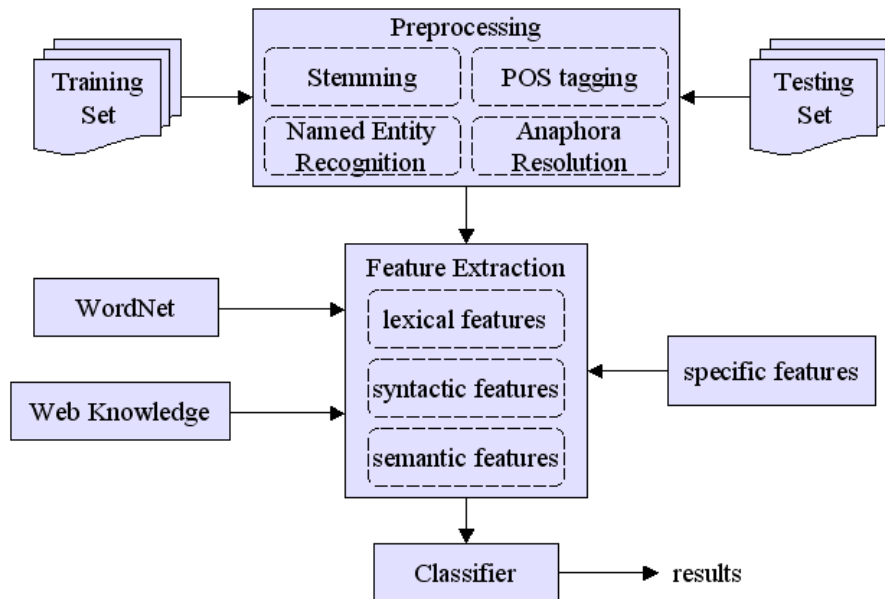 Preprocessing
Training
Set
Stemming
POS tagging
Testing
Set
Named Entity
Recognition
Anaphora
Resolution
Feature Extraction
WordNet
lexical features
specific features
syntactic features
Web Knowledge
semantic features
Classifier
results